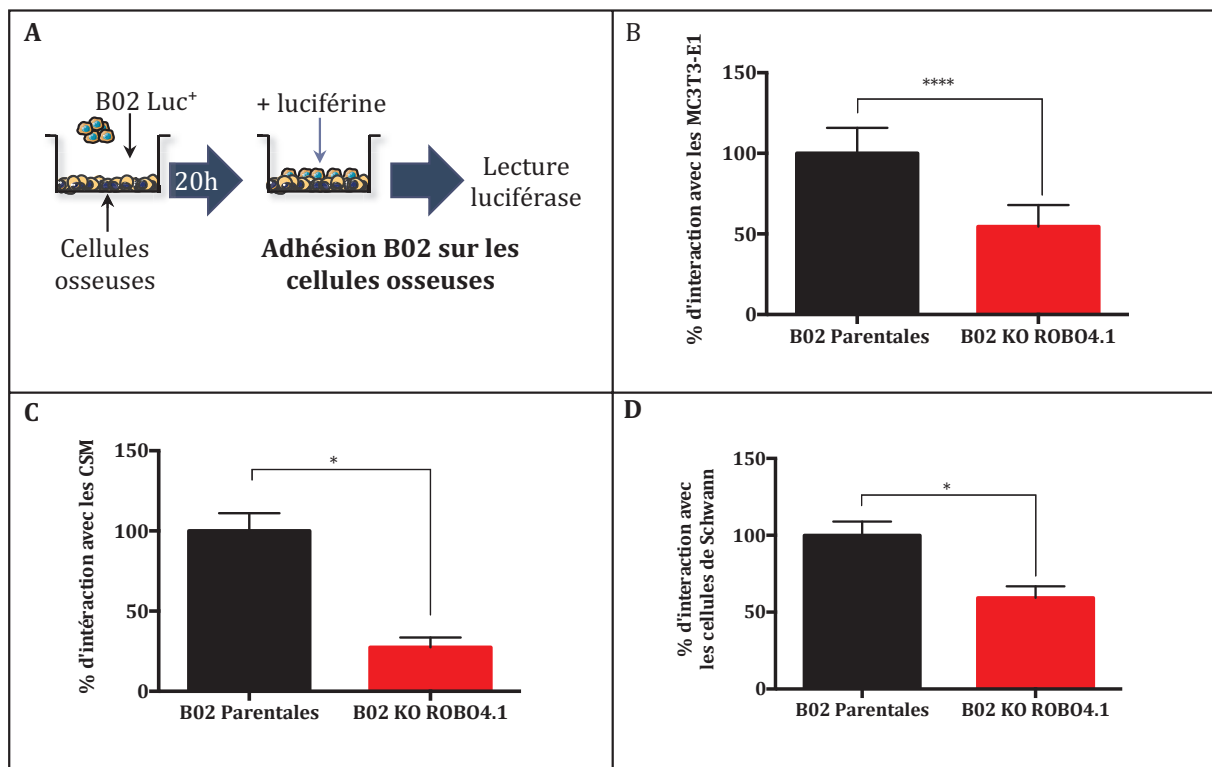 A
B02 Luc⁺
+ luciférine
20h
Lecture
luciférase
Cellules
osseuses
Adhésion B02 sur les
cellules osseuses
B
% d'interaction avec les MC3T3-E1
150
100
50
0
****
B02 Parentales
B02 KO ROBO4.1
C
% d'intéraction avec les CSM
150
100
50
0
*
B02 Parentales
B02 KO ROBO4.1
D
% d'interaction avec
les cellules de Schwann
150
100
50
0
*
B02 Parentales
B02 KO ROBO4.1